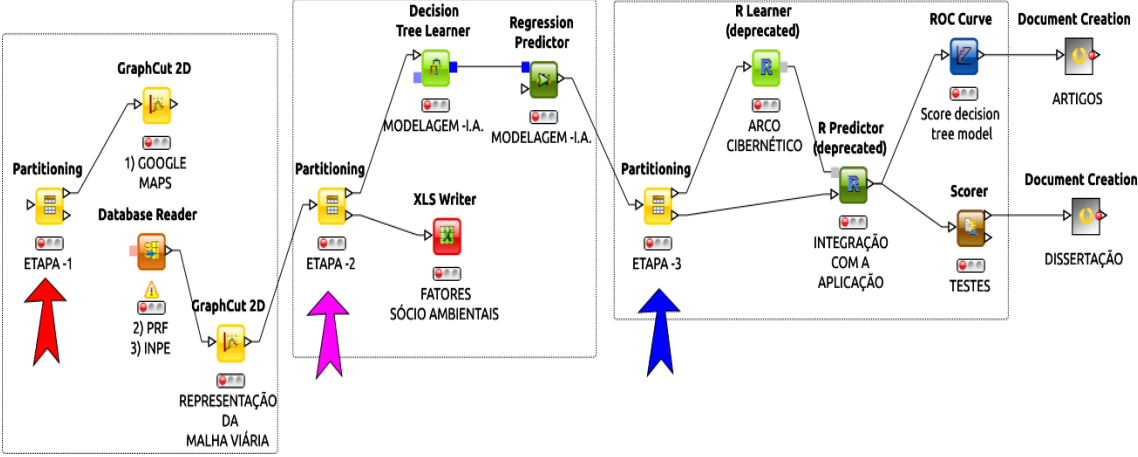 GraphCut 2D
1) GOOGLE
MAPS
Partitioning
ETAPA -1
Database Reader
2) PRF
3) INPE
GraphCut 2D
REPRESENTAÇÃO
DA
MALHA VIÁRIA
Decision
Tree Learner
MODELAGEM -I.A.
Regression
Predictor
MODELAGEM -I.A.
Partitioning
ETAPA -2
XLS Writer
FATORES
SÓCIO AMBIENTAIS
R Learner
(deprecated)
R
ARCO
CIBERNÉTICO
Partitioning
ETAPA -3
R Predictor
(deprecated)
R
INTEGRAÇÃO
COM A
APLICAÇÃO
ROC Curve
Score decision
tree model
Scorer
TESTES
Document Creation
ARTIGOS
Document Creation
DISSERTAÇÃO